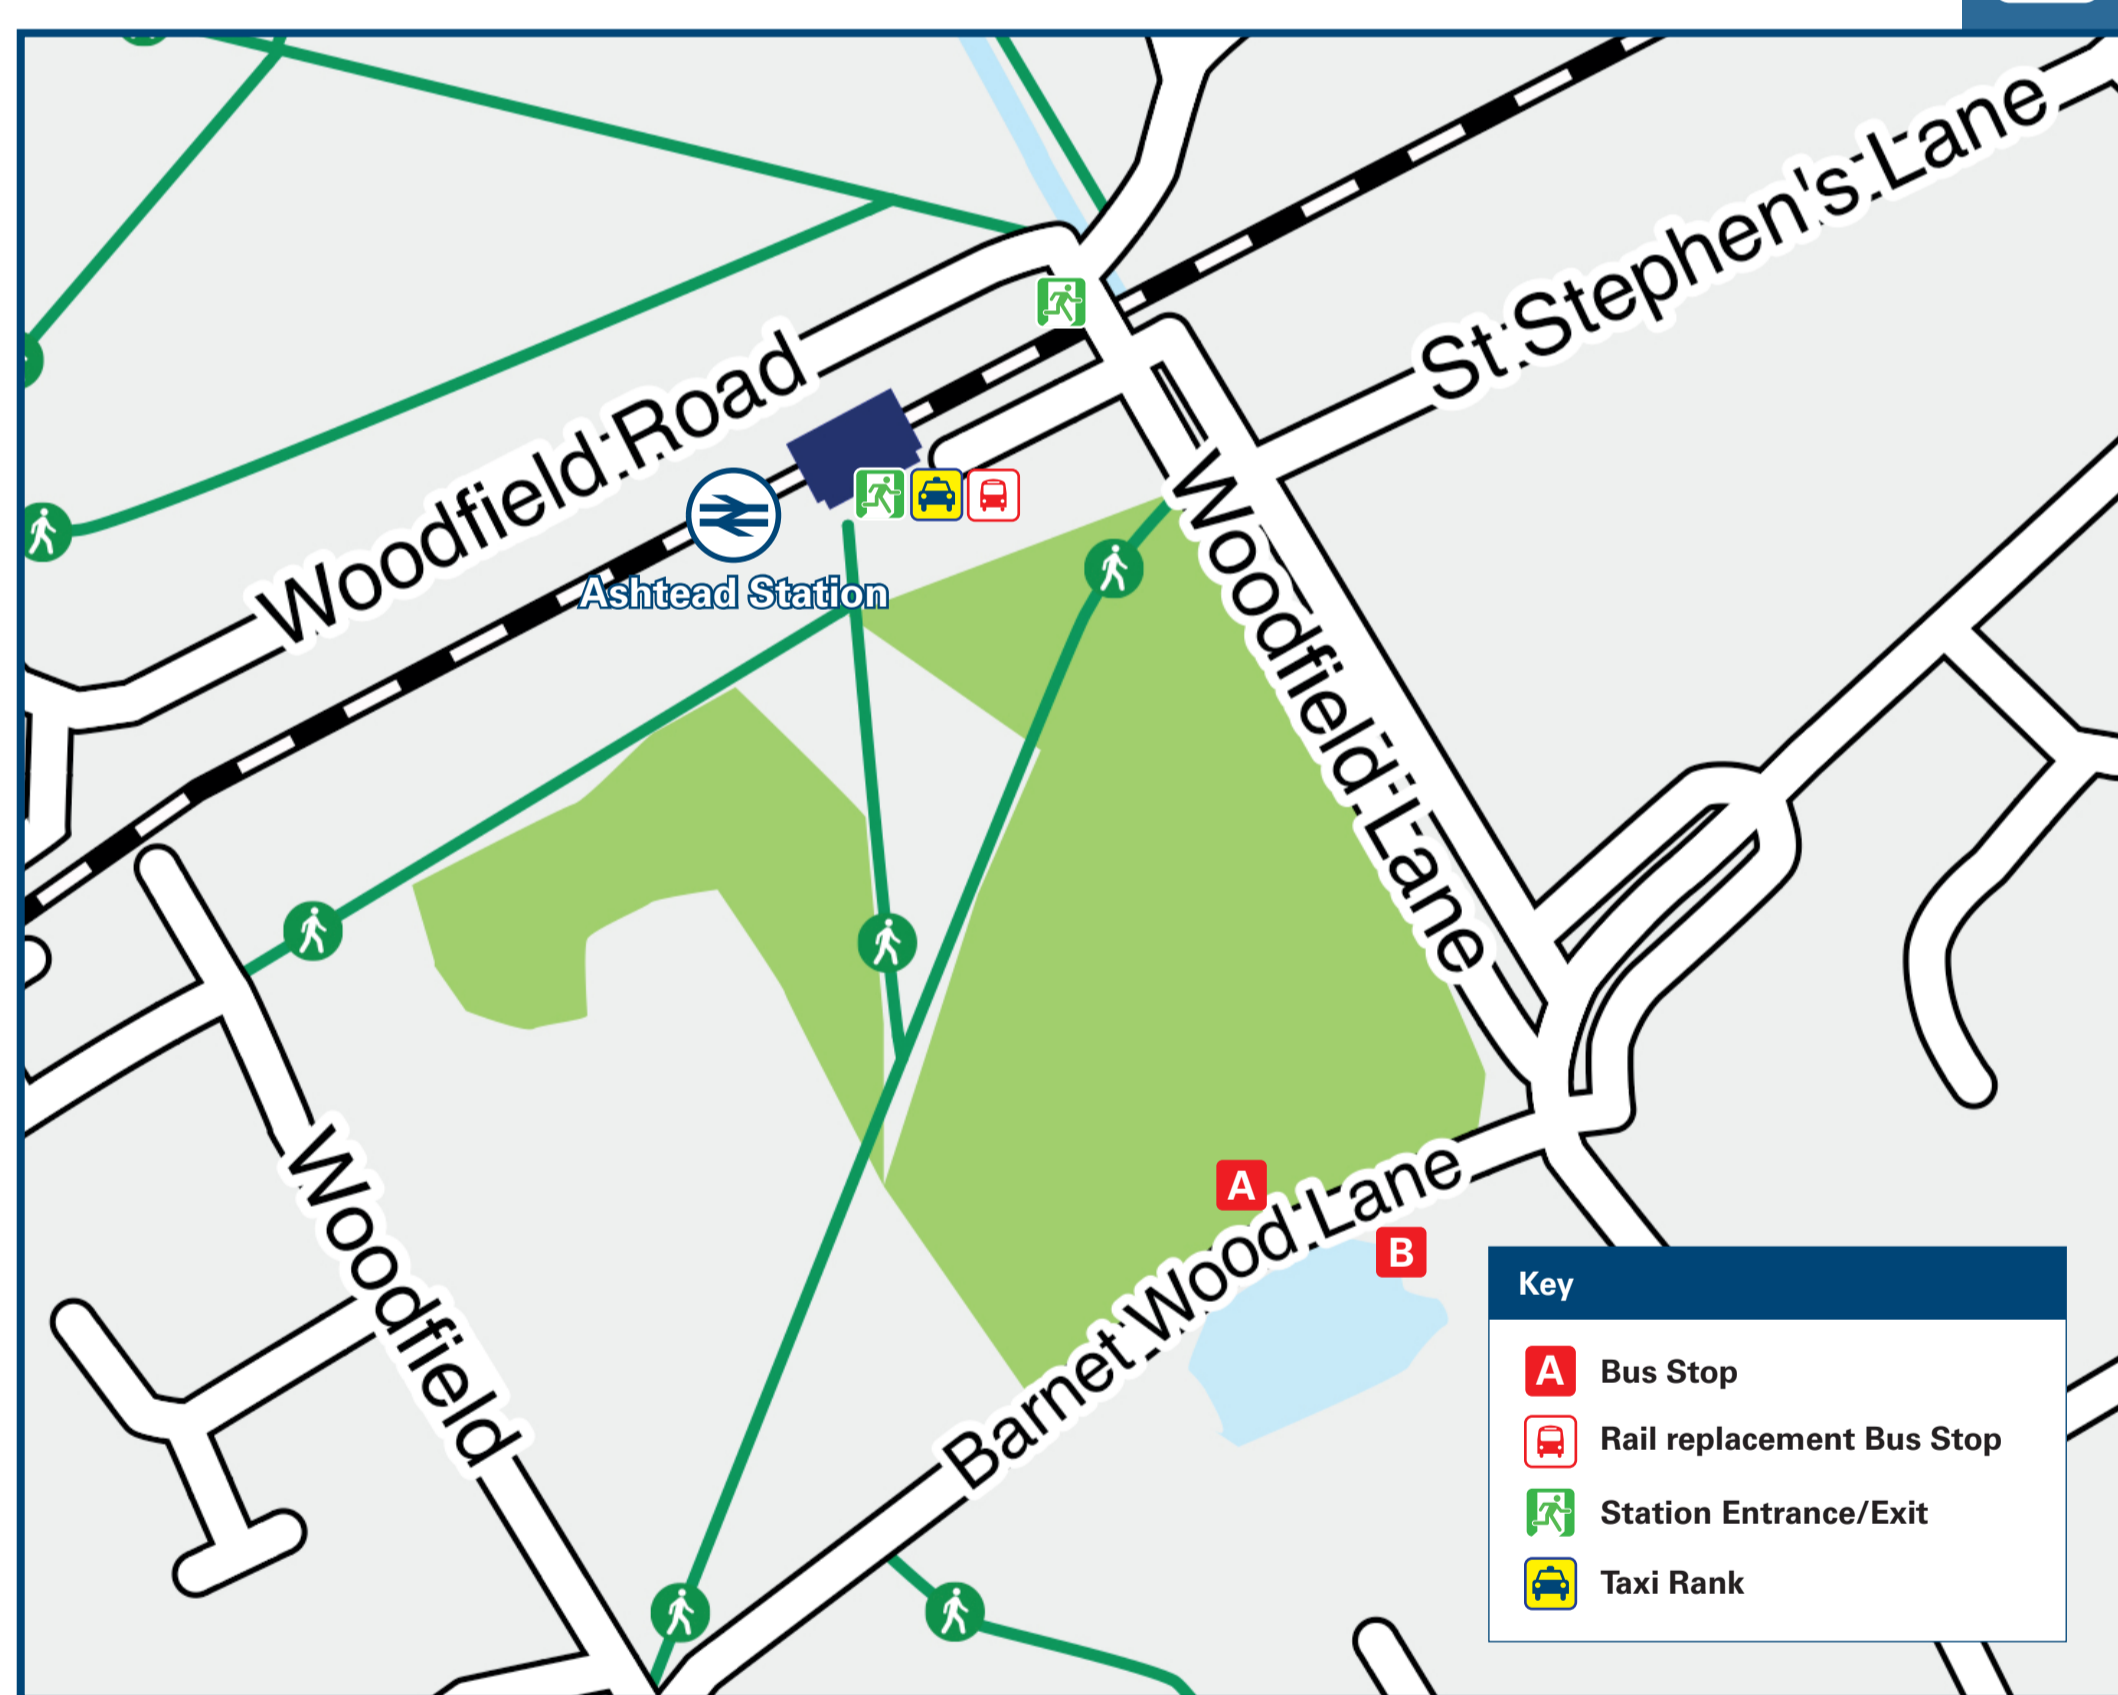 St Stephen's Lane
Woodfield Road
Ashtead Station
Woodfield Lane
Woodfield
A
Barnet Wood Lane
B
Key
A Bus Stop
Rail replacement Bus Stop
Station Entrance/Exit
Taxi Rank